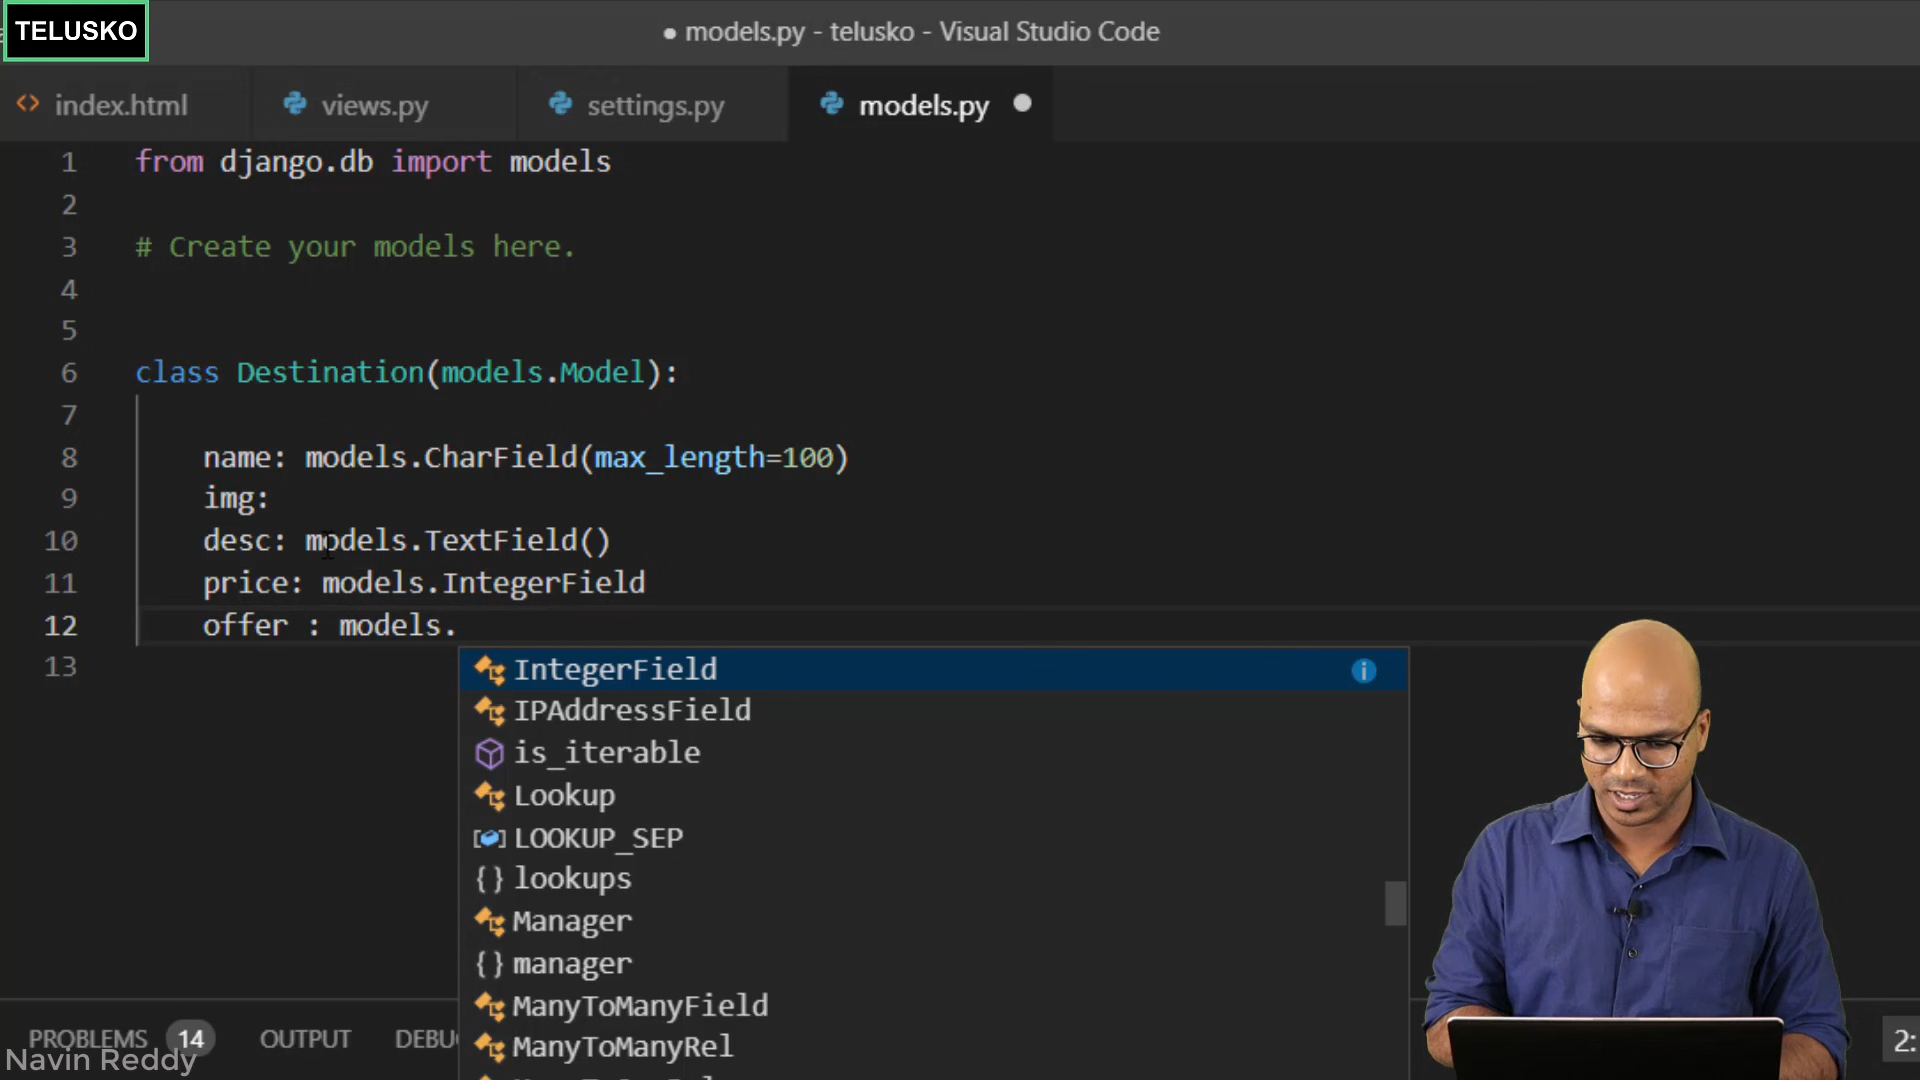 TELUSKO
● models.py - telusko - Visual Studio Code
index.html
views.py
settings.py
models.py
1 from django.db import models
2
3 # Create your models here.
4
5
6 class Destination(models.Model):
7
8 name: models.CharField(max_length=100)
9 img:
10 desc: models.TextField()
11 price: models.IntegerField
12 offer : models.
13
IntegerField
IPAddressField
is_iterable
Lookup
LOOKUP_SEP
lookups
Manager
manager
ManyToManyField
ManyToManyRel
PROBLEMS 14 OUTPUT DEBU
2:
Navin Reddy